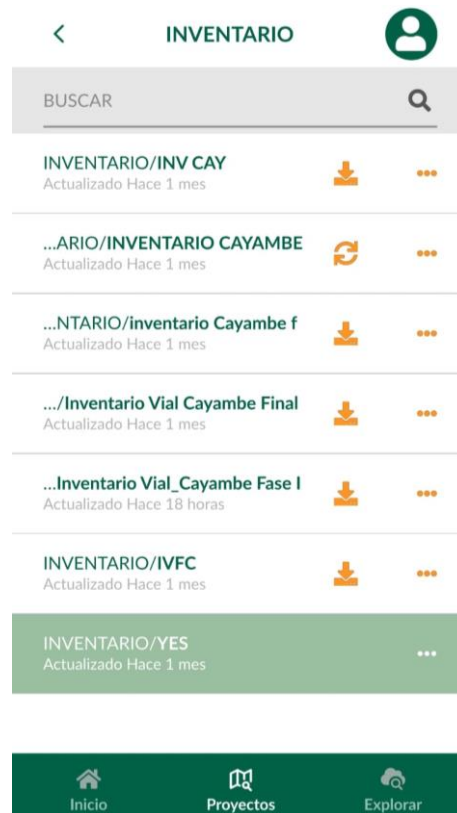 INVENTARIO
BUSCAR
INVENTARIO/INV CAY
Actualizado Hace 1 mes
...ARIO/INVENTARIO CAYAMBE
Actualizado Hace 1 mes
...NTARIO/inventario Cayambe f
Actualizado Hace 1 mes
.../Inventario Vial Cayambe Final
Actualizado Hace 1 mes
...Inventario Vial_Cayambe Fase I
Actualizado Hace 18 horas
INVENTARIO/IVFC
Actualizado Hace 1 mes
INVENTARIO/YES
Actualizado Hace 1 mes
Inicio Proyectos Explorar